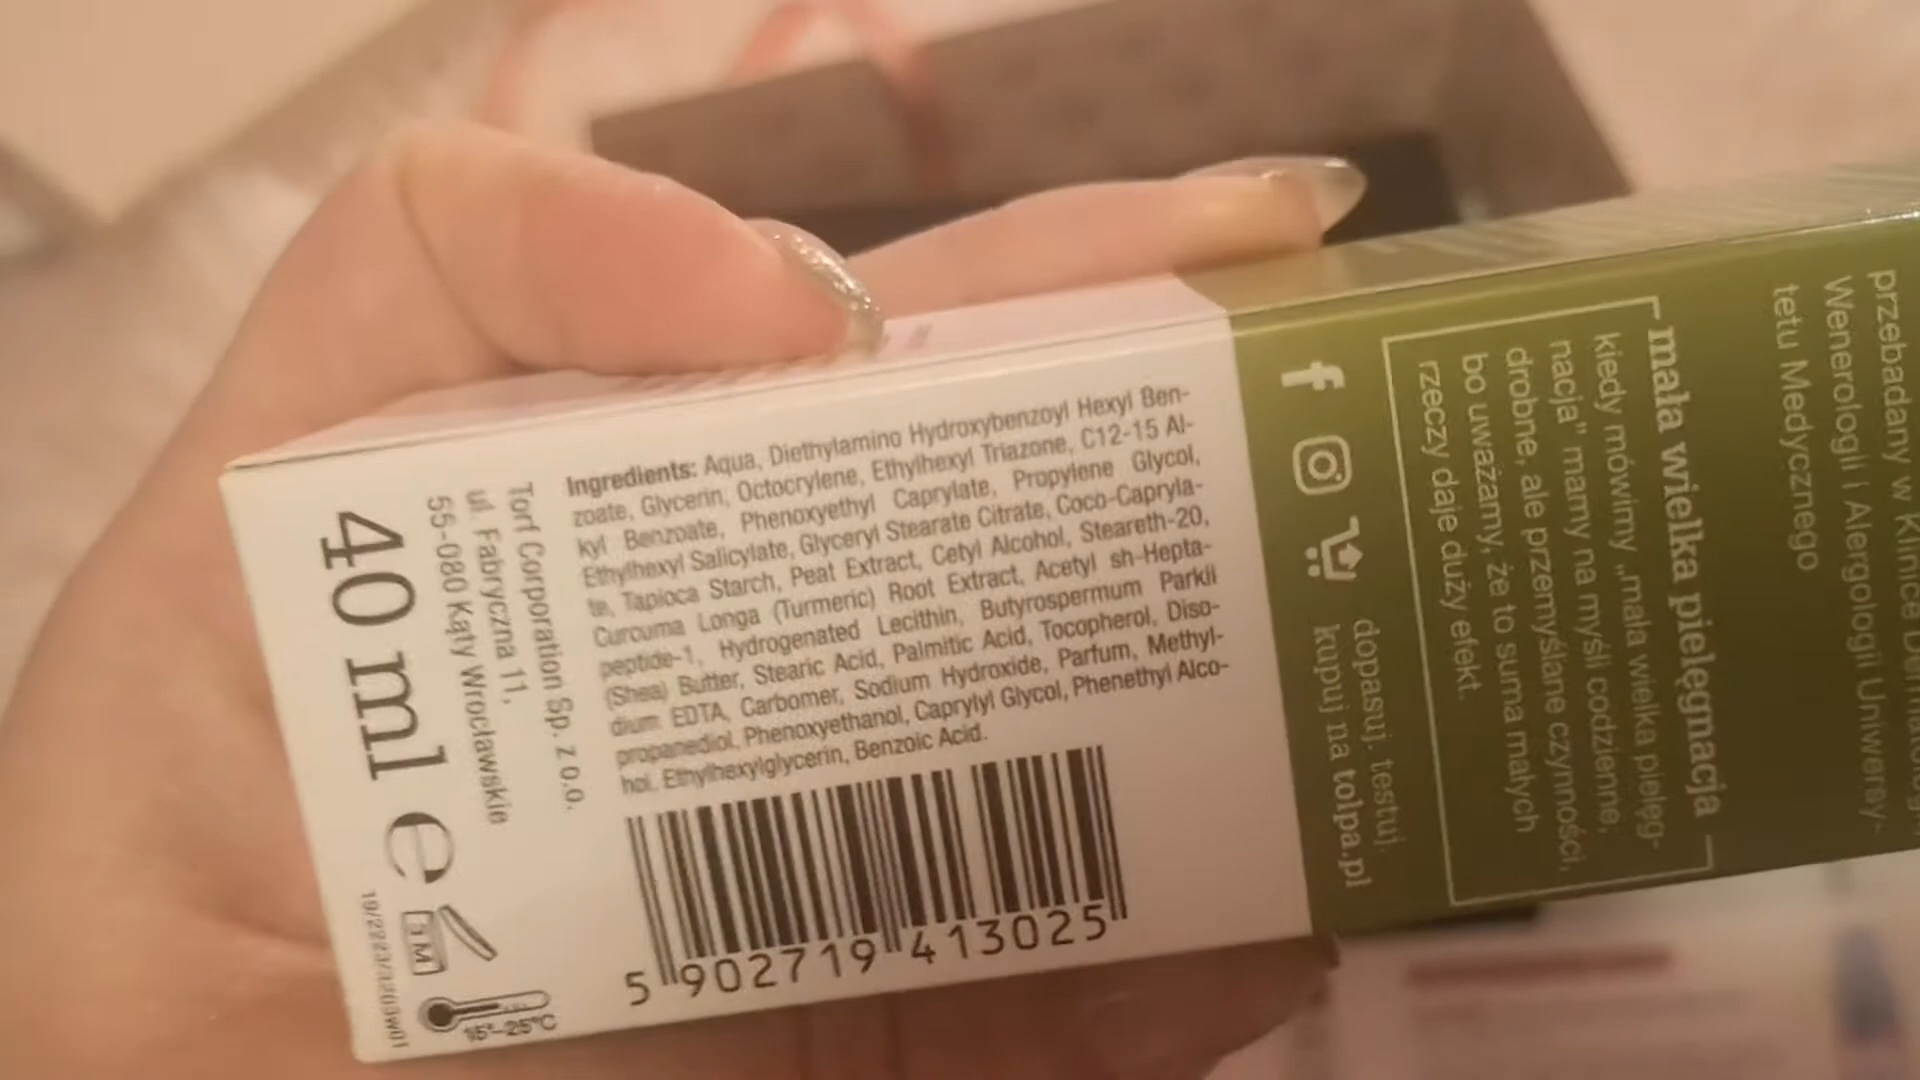 Ingredients: Aqua, Diethylamino Hydroxybenzoyl Hexyl Ben-
zoate, Glycerin, Octocrylene, Ethylhexyl Triazone, C12-15 Al-
kyl Benzoate, Phenoxyethyl Caprylate, Propylene Glycol,
Ethylhexyl Salicylate, Glyceryl Stearate Citrate, Coco-Capryla-
te, Tapioca Starch, Peat Extract, Cetyl Alcohol, Steareth-20,
Curcuma Longa (Turmeric) Root Extract, Acetyl sh-Hepta-
peptide-1, Hydrogenated Lecithin, Butyrospermum Parkii
(Shea) Butter, Stearic Acid, Palmitic Acid, Tocopherol, Diso-
dium EDTA, Carbomer, Sodium Hydroxide, Parfum, Methyl-
propanediol, Phenoxyethanol, Caprylyl Glycol, Phenethyl Alco-
hol, Ethylhexylglycerin, Benzoic Acid.
5 902719 413025
Torf Corporation Sp. z o.o.
ul. Fabryczna 11,
55-080 Kąty Wrocławskie
40 ml e
15°-25°C
przebadany w Klinice
Wenerologii i Alergologii Uniwersy-
tetu Medycznego
mała wielka pielęgnacja
kiedy mówimy „mała wielka pielęg-
nacja” mamy na myśli codzienne,
drobne, ale przemyślane czynności,
bo uważamy, że to suma małych
rzeczy daje duży efekt.
dopasuj. testuj.
kupuj na tolpa.pl